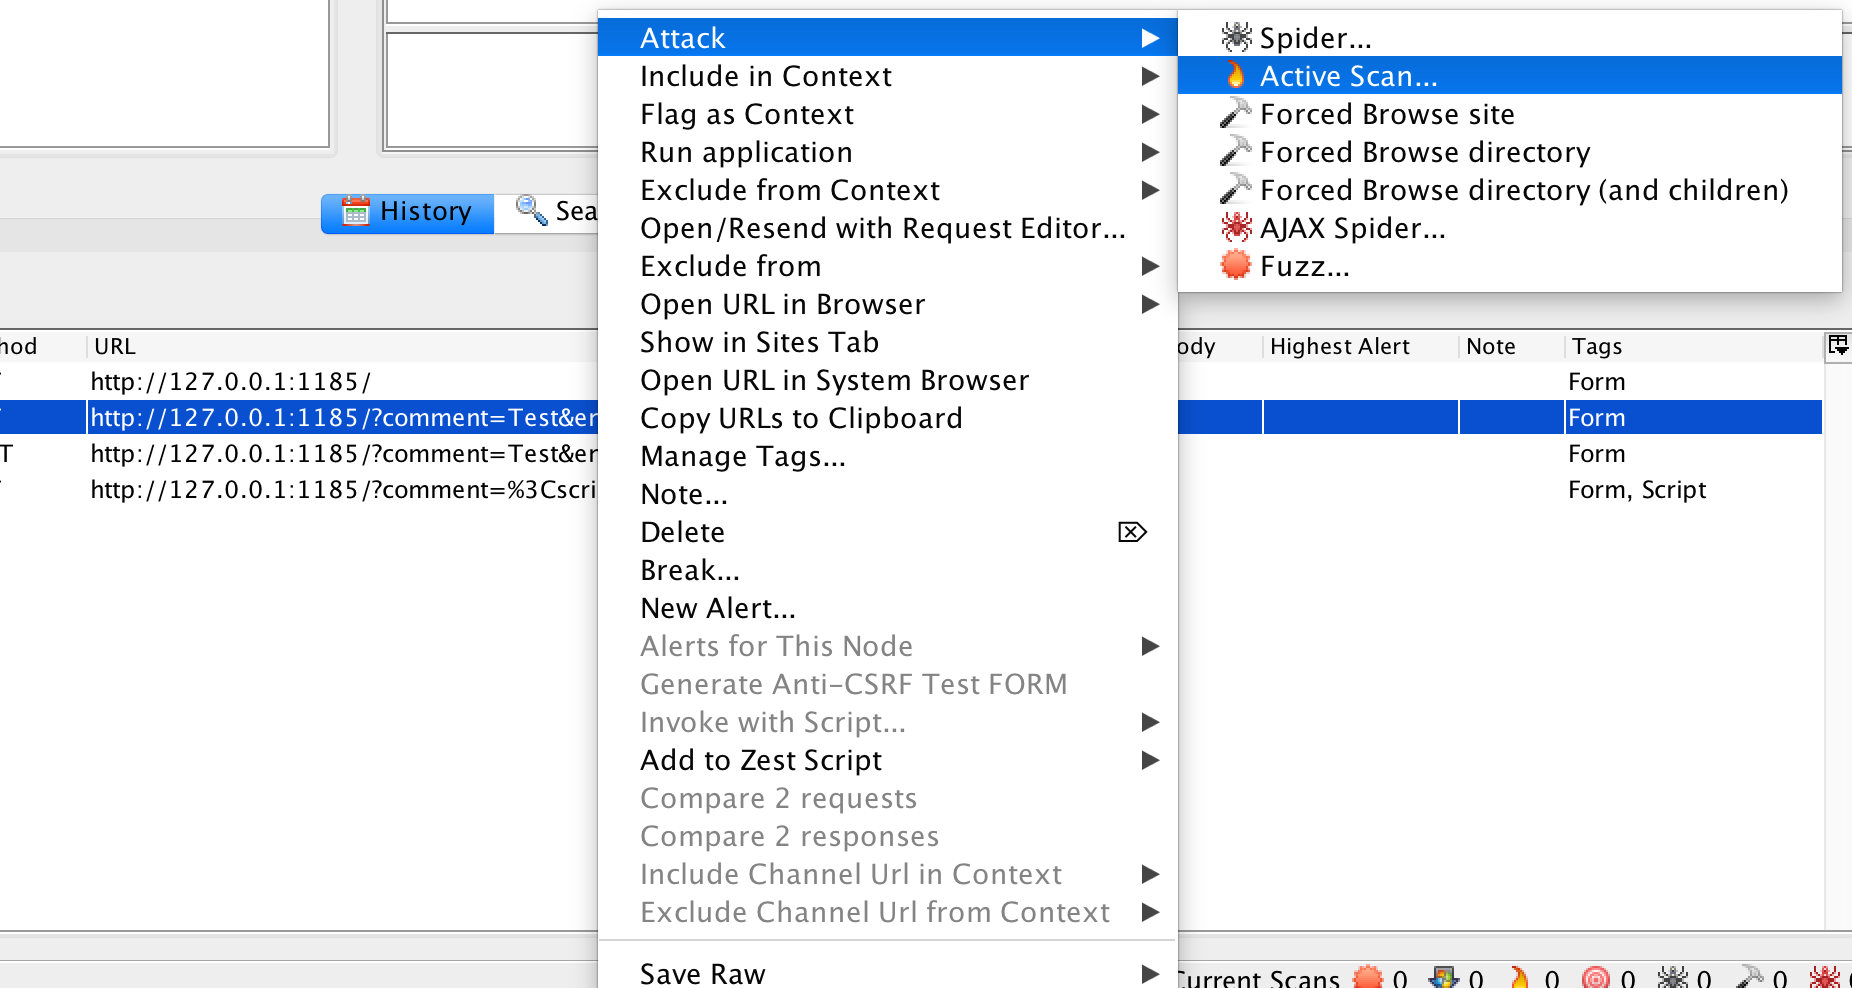 Attack
Include in Context
Flag as Context
Run application
Exclude from Context
Open/Resend with Request Editor...
Exclude from
Open URL in Browser
Show in Sites Tab
Open URL in System Browser
Copy URLs to Clipboard
Manage Tags...
Note...
Delete
Break...
New Alert...
Alerts for This Node
Generate Anti-CSRF Test FORM
Invoke with Script...
Add to Zest Script
Compare 2 requests
Compare 2 responses
Include Channel Url in Context
Exclude Channel Url from Context
Save Raw
Spider...
Active Scan...
Forced Browse site
Forced Browse directory
Forced Browse directory (and children)
AJAX Spider...
Fuzz...
History Sea
hod URL ody Highest Alert Note Tags
http://127.0.0.1:1185/ Form
http://127.0.0.1:1185/?comment=Test&er Form
T http://127.0.0.1:1185/?comment=Test&er Form
http://127.0.0.1:1185/?comment=%3Cscri Form, Script
Current Scans 0 0 0 0 0 0